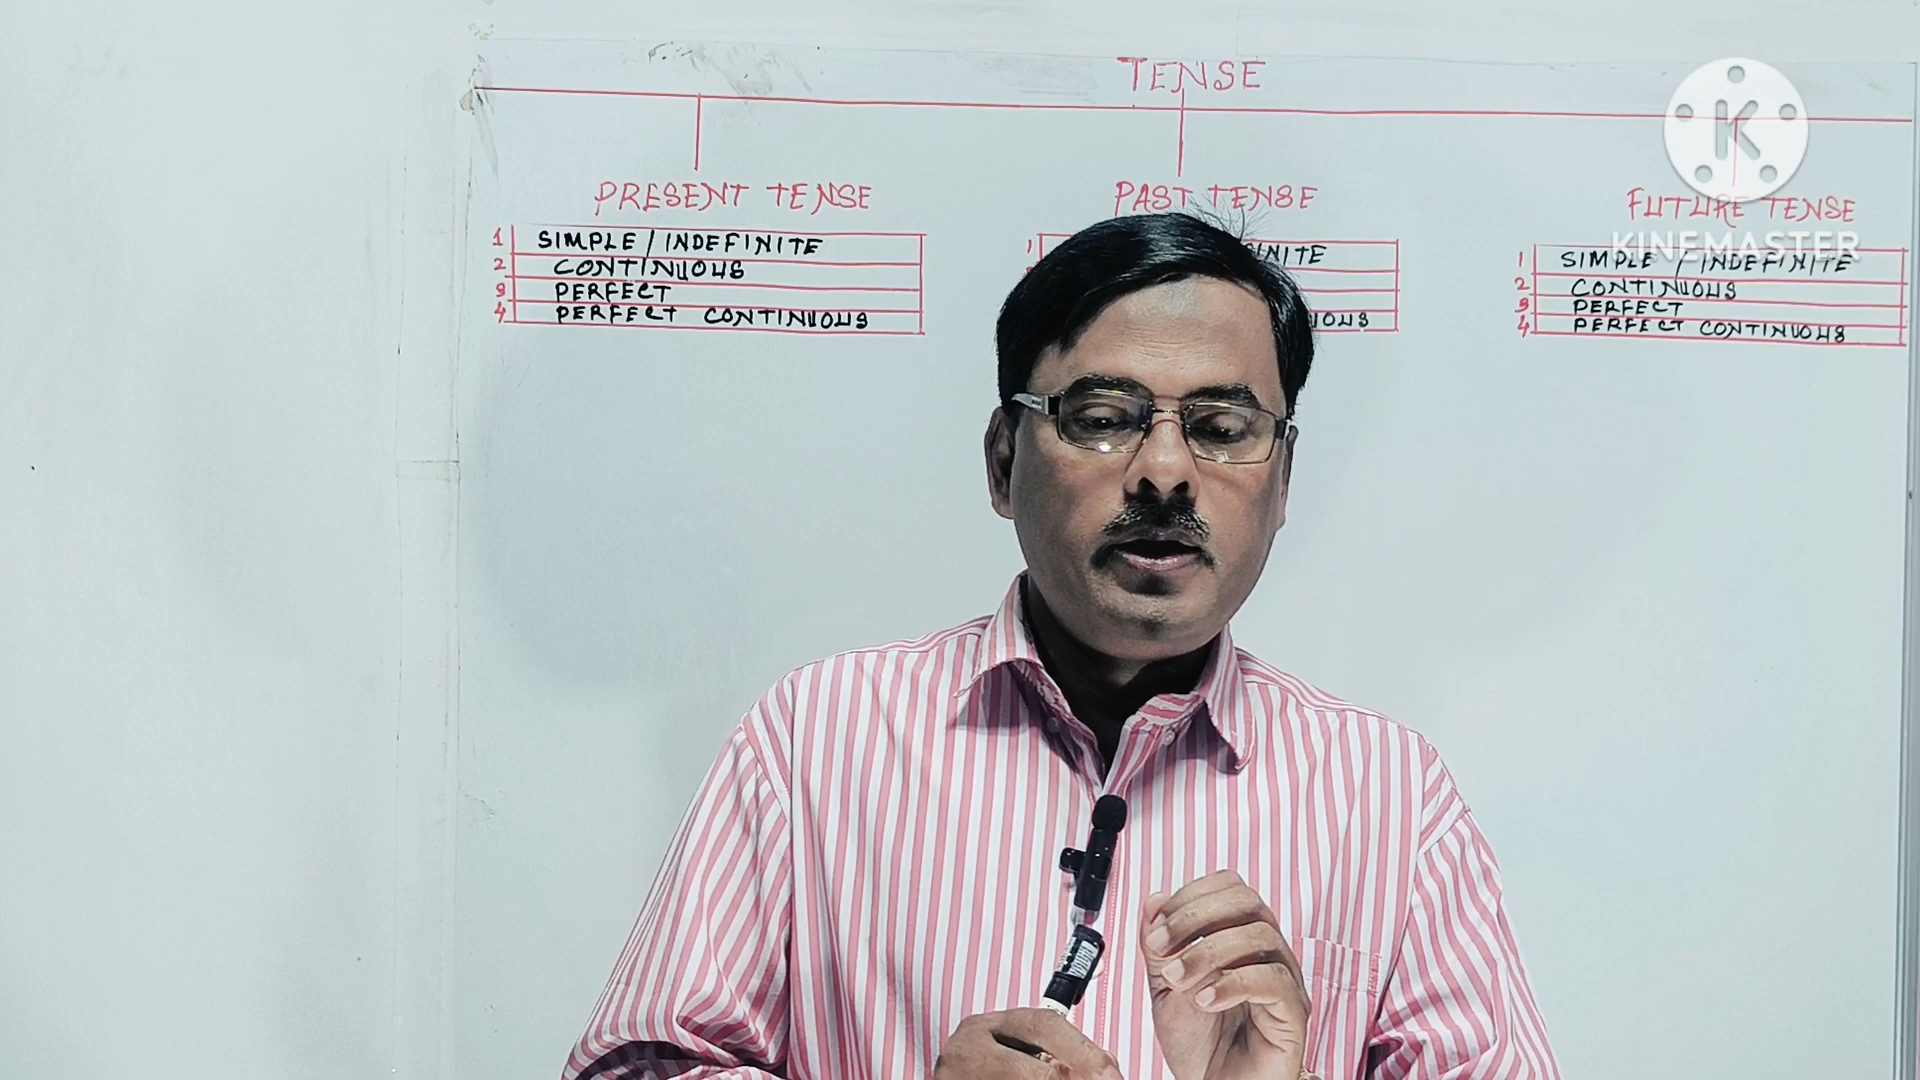 TENSE
PRESENT TENSE
1 SIMPLE / INDEFINITE
2 CONTINUOUS
3 PERFECT
4 PERFECT CONTINUOUS
PAST TENSE
1
FUTURE TENSE
1 SIMPLE / INDEFINITE
2 CONTINUOUS
3 PERFECT
4 PERFECT CONTINUOUS
K
KINEMASTER